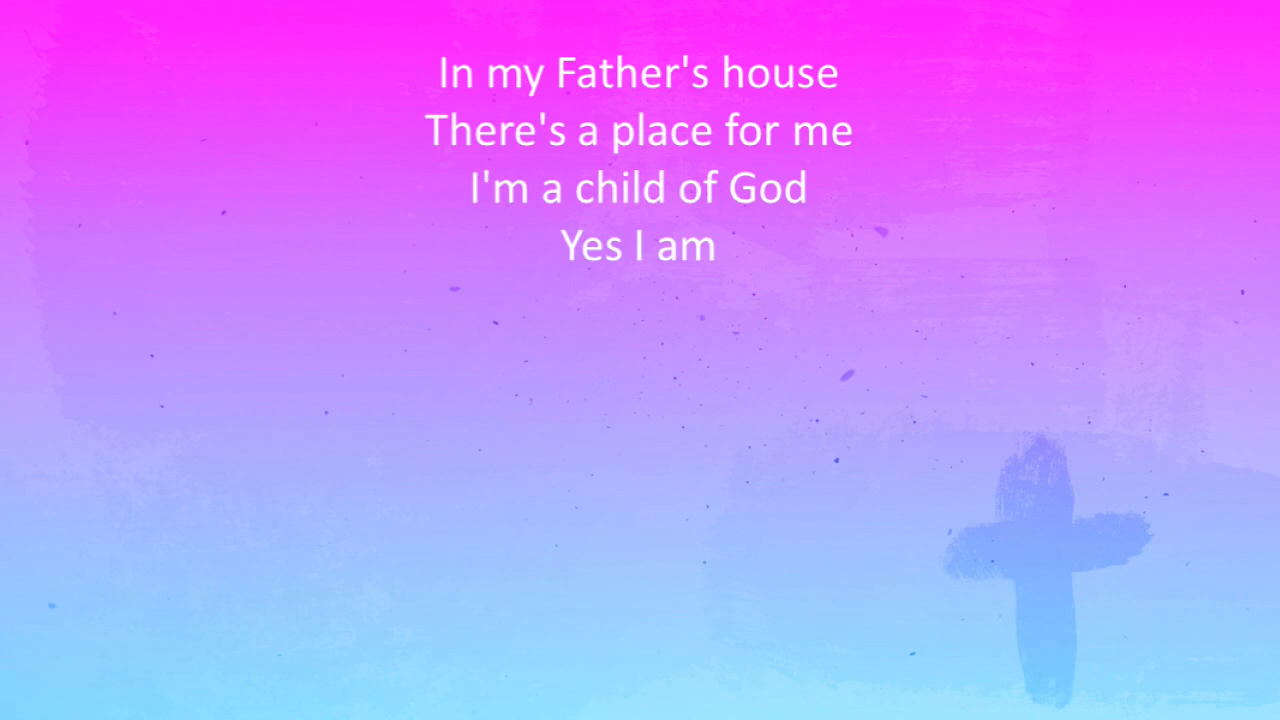 In my Father's house
There's a place for me
I'm a child of God
Yes I am